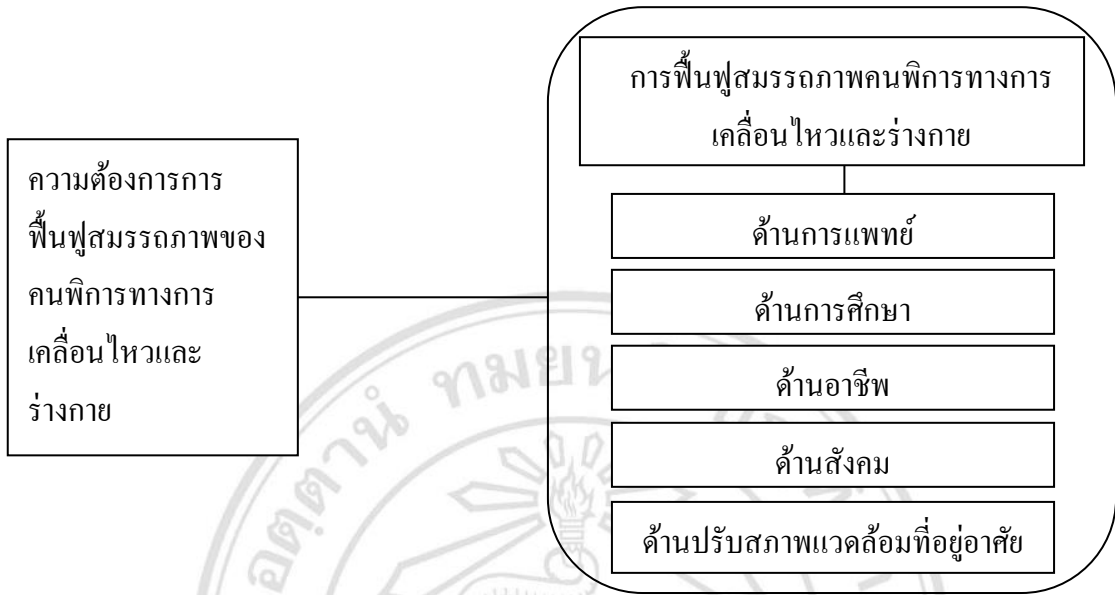 ความต้องการการ
ฟื้นฟูสมรรถภาพของ
คนพิการทางการ
เคลื่อนไหวและ
ร่างกาย
การฟื้นฟูสมรรถภาพคนพิการทางการ
เคลื่อนไหวและร่างกาย
ด้านการแพทย์
ด้านการศึกษา
ด้านอาชีพ
ด้านสังคม
ด้านปรับสภาพแวดล้อมที่อยู่อาศัย